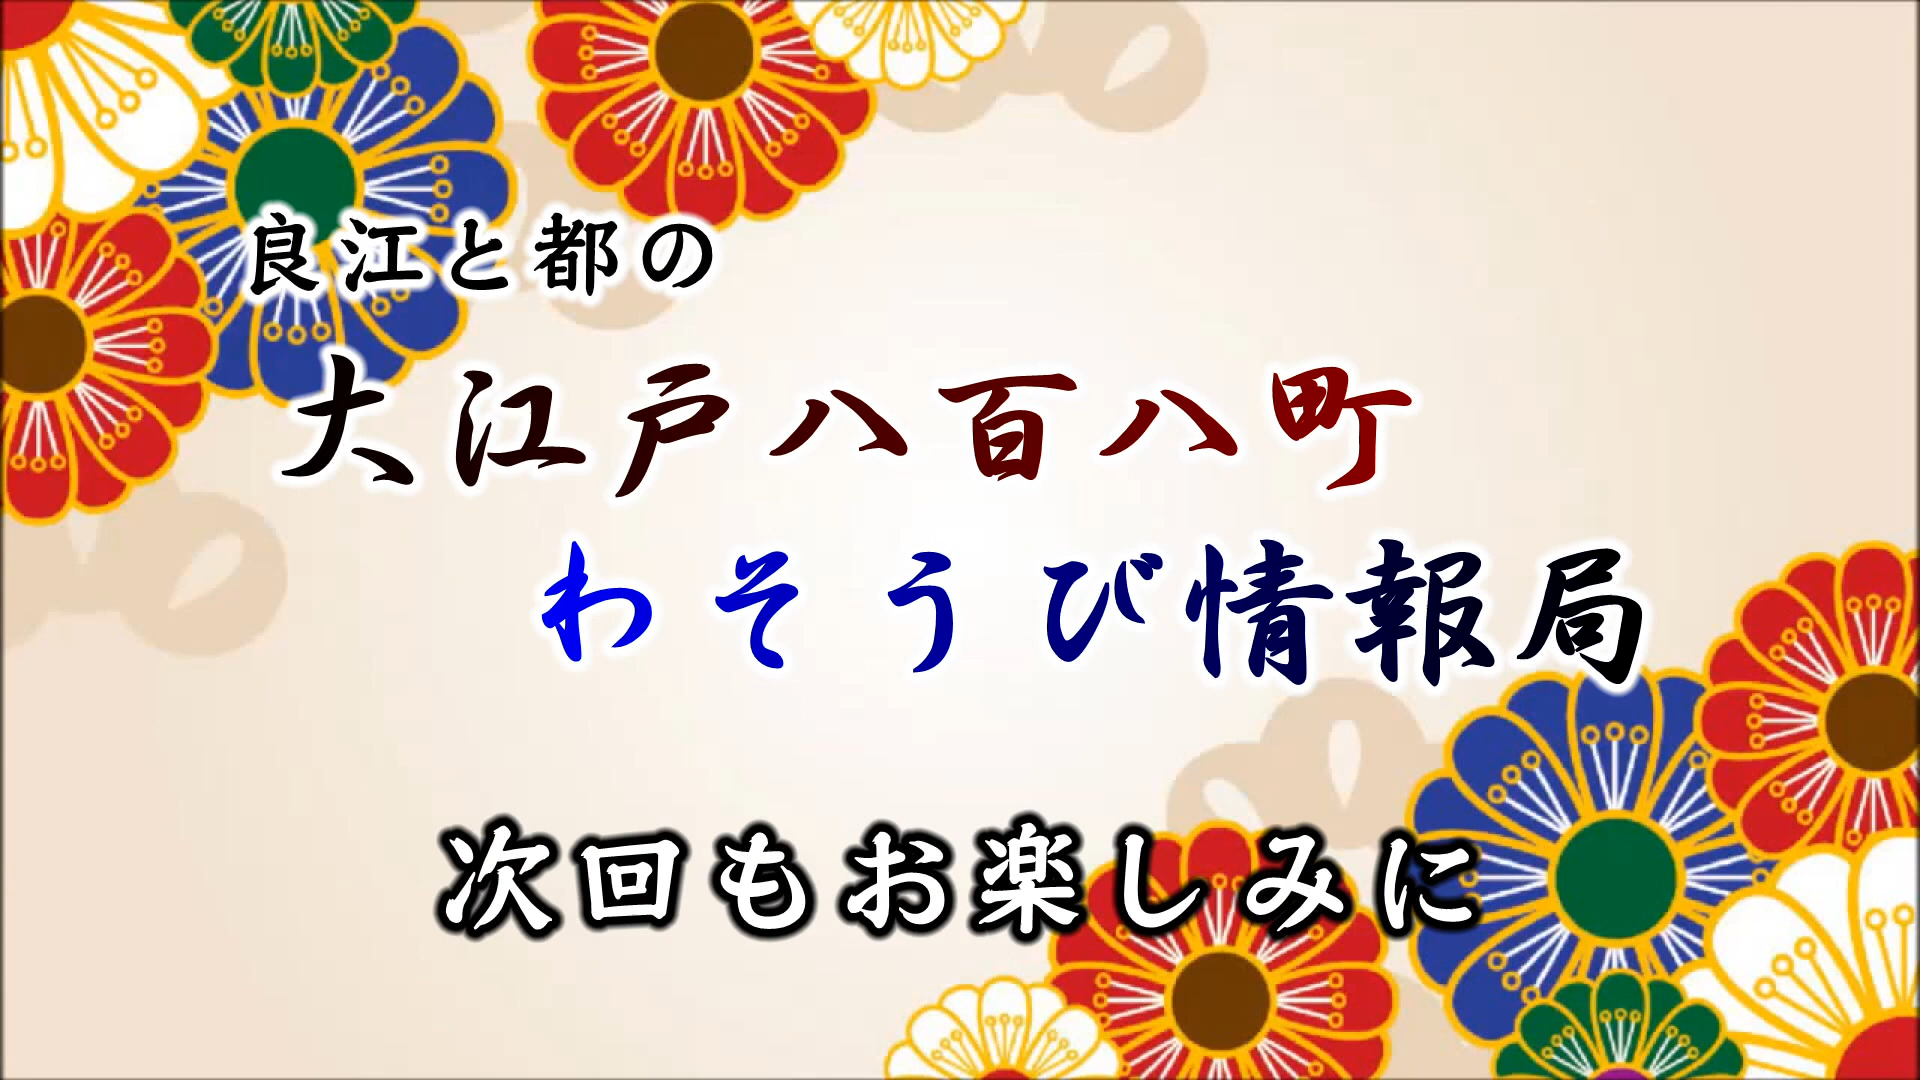 良江と都の
大江戸八百八町
わそうび情報局
次回もお楽しみに